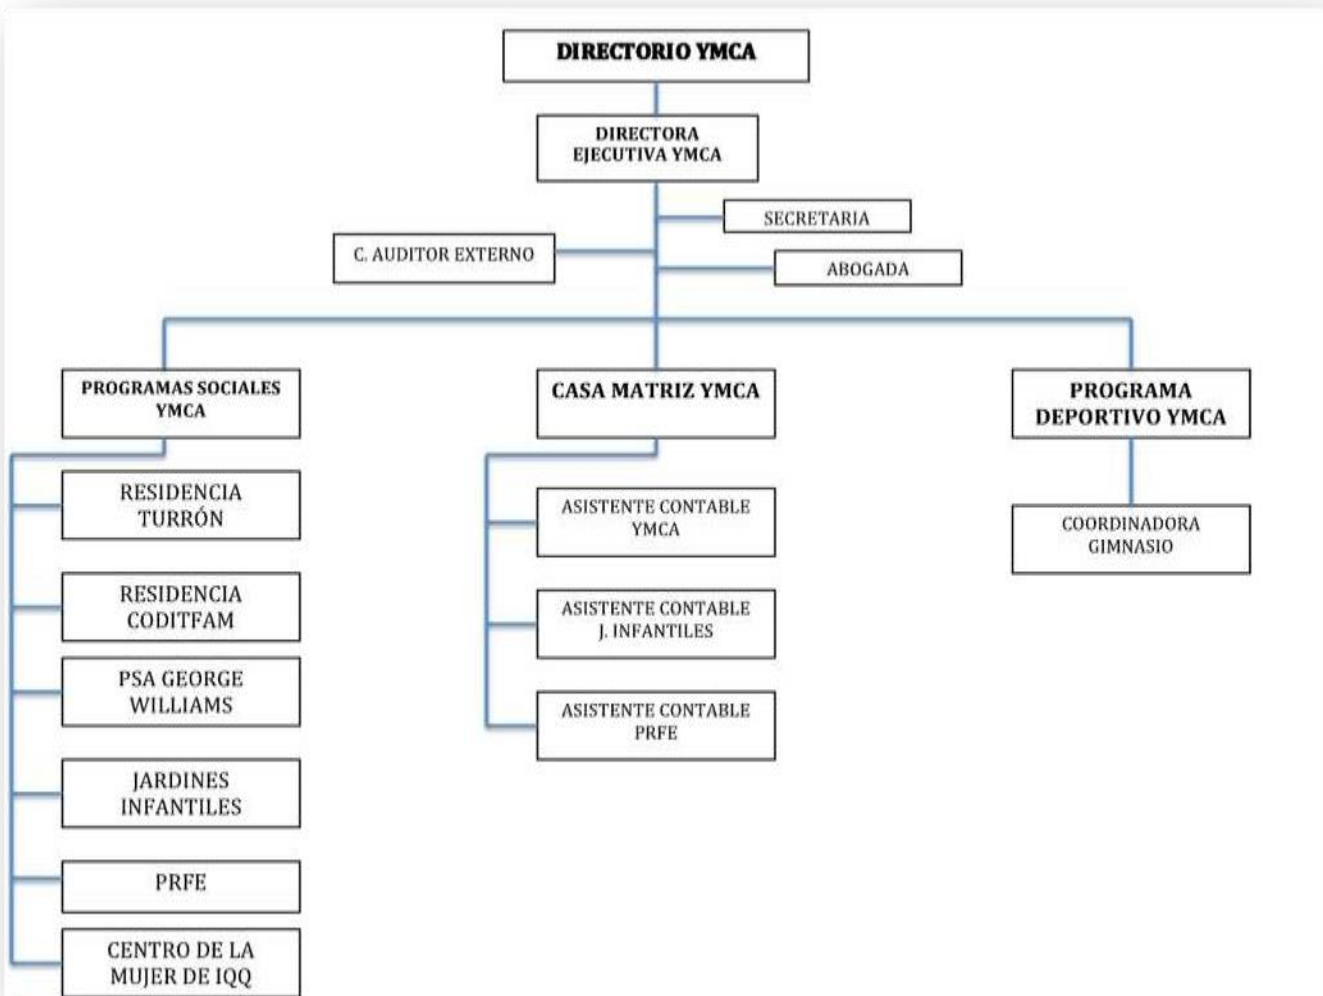 DIRECTORIO YMCA
DIRECTORA
EJECUTIVA YMCA
SECRETARIA
C. AUDITOR EXTERNO
ABOGADA
PROGRAMAS SOCIALES
YMCA
RESIDENCIA
TURRÓN
RESIDENCIA
CODITFAM
PSA GEORGE
WILLIAMS
JARDINES
INFANTILES
PRFE
CENTRO DE LA
MUJER DE IQQ
CASA MATRIZ YMCA
ASISTENTE CONTABLE
YMCA
ASISTENTE CONTABLE
J. INFANTILES
ASISTENTE CONTABLE
PRFE
PROGRAMA
DEPORTIVO YMCA
COORDINADORA
GIMNASIO